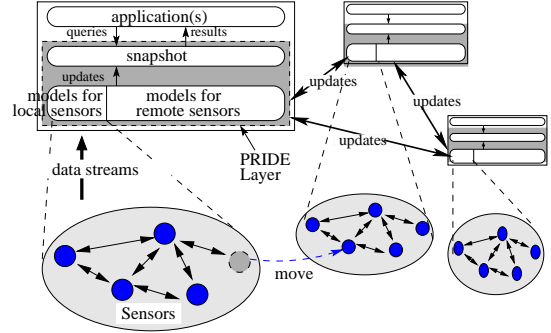 application(s)
queries
results
snapshot
updates
models for
local sensors
models for
remote sensors
updates
updates
updates
PRIDE
Layer
data streams
move
Sensors